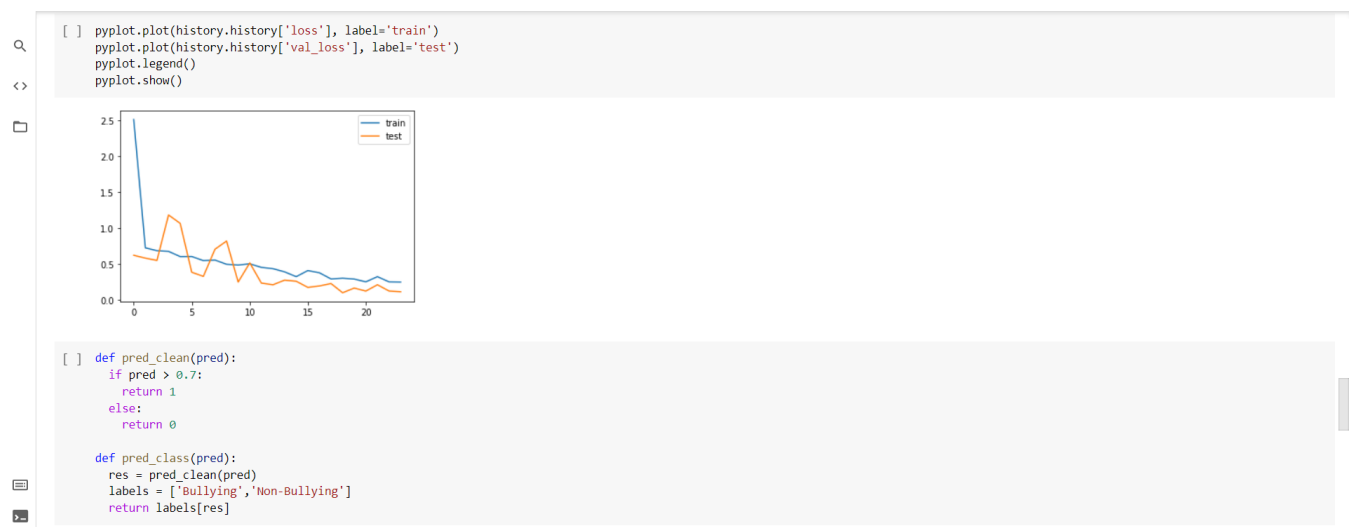 [ ] pyplot.plot(history.history['loss'], label='train')
pyplot.plot(history.history['val_loss'], label='test')
pyplot.legend()
pyplot.show()
train
test
2.5
2.0
1.5
1.0
0.5
0.0
0 5 10 15 20
[ ] def pred_clean(pred):
  if pred > 0.7:
    return 1
  else:
    return 0

def pred_class(pred):
  res = pred_clean(pred)
  labels = ['Bullying','Non-Bullying']
  return labels[res]